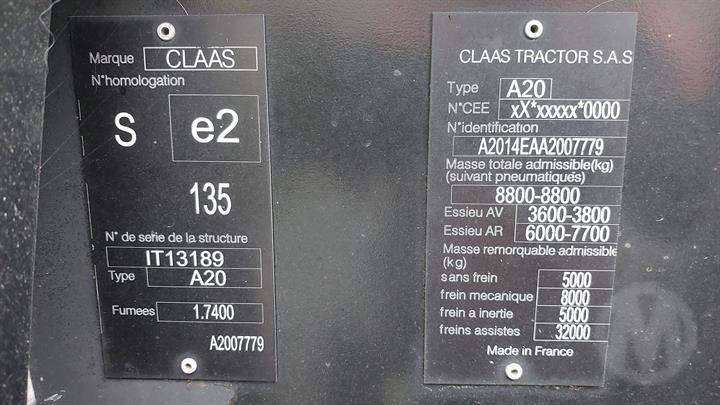 Marque CLAAS
N°homologation
S e2
135
N° de serie de la structure
IT13189
Type A20
Fumees 1.7400
A2007779
CLAAS TRACTOR S.A.S
Type A20
N°CEE xX*xxxxx*0000
N°identification
A2014EAA2007779
Masse totale admissible(kg)
(suivant pneumatiques)
8800-8800
Essieu AV 3600-3800
Essieu AR 6000-7700
Masse remorquable admissible
(kg)
sans frein 5000
frein mecanique 8000
frein a inertie 5000
freins assistes 32000
Made in France
M